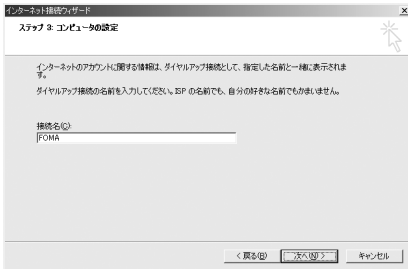 インターネット接続ウィザード
ステップ 3: コンピュータの設定
インターネットのアカウントに関する情報は、ダイヤルアップ接続として、指定した名前と一緒に表示されま
す。
ダイヤルアップ接続の名前を入力してください。ISP の名前でも、自分の好きな名前でもかまいません。
接続名(C):
FOMA
< 戻る(B)
次へ(N) >
キャンセル